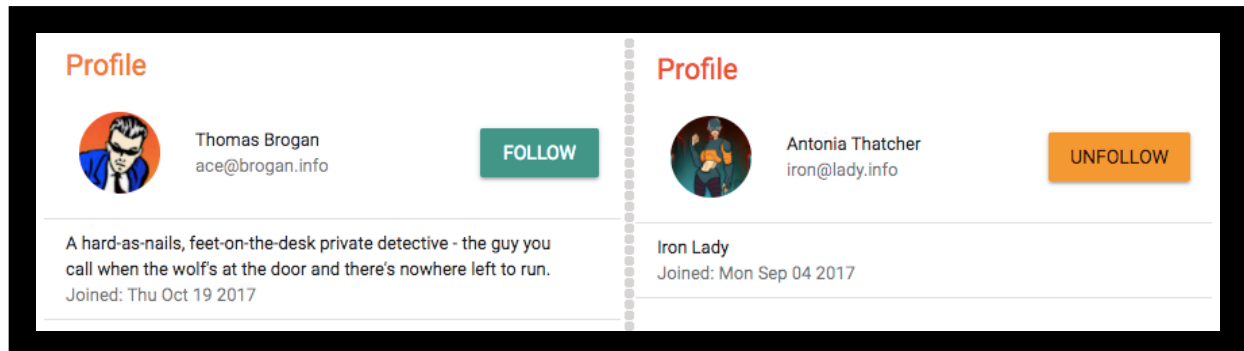 Profile
Thomas Brogan
ace@brogan.info
FOLLOW
A hard-as-nails, feet-on-the-desk private detective - the guy you
call when the wolf's at the door and there's nowhere left to run.
Joined: Thu Oct 19 2017
Profile
Antonia Thatcher
iron@lady.info
UNFOLLOW
Iron Lady
Joined: Mon Sep 04 2017